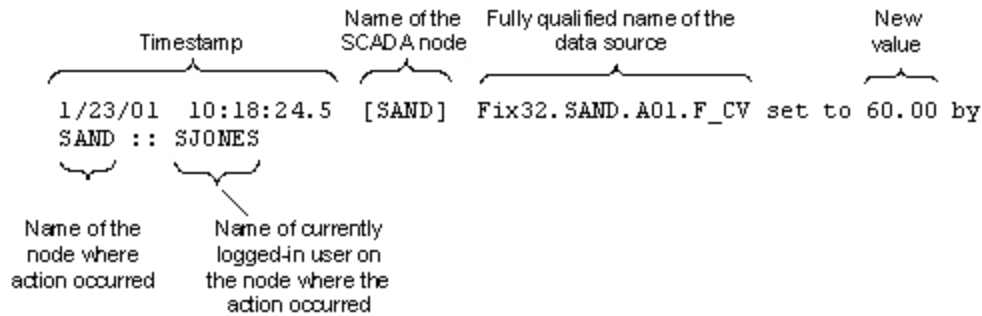 Timestamp
Name of the
SCADA node
Fully qualified name of the
data source
New
value
1/23/01 10:18:24.5 [SAND] Fix32.SAND.A01.F_CV set to 60.00 by
SAND :: SJONES
Name of the
node where
action occurred
Name of currently
logged-in user on
the node where the
action occurred